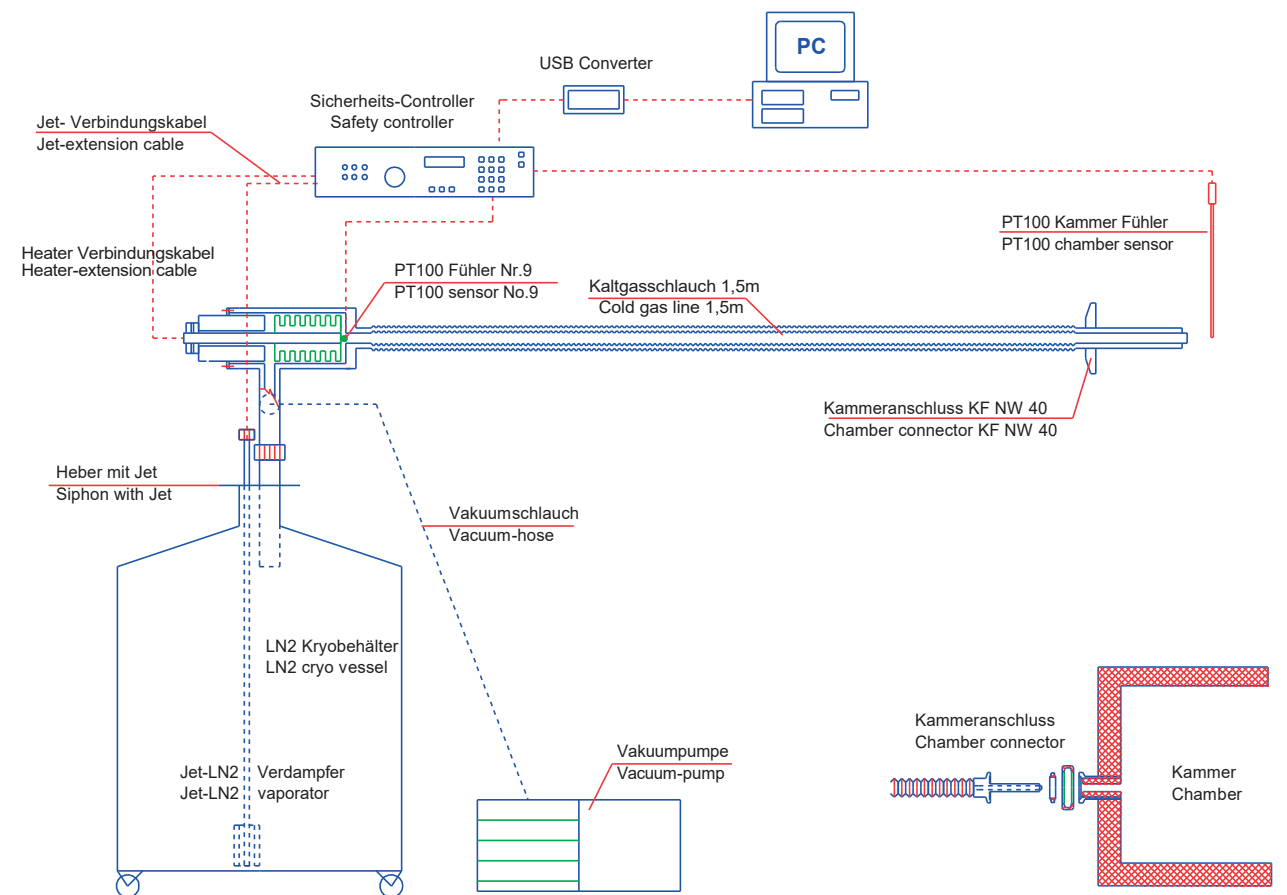 PC
USB Converter
Sicherheits-Controller
Safety controller
Jet- Verbindungskabel
Jet-extension cable
PT100 Kammer Fühler
PT100 chamber sensor
Heater Verbindungskabel
Heater-extension cable
PT100 Fühler Nr.9
PT100 sensor No.9
Kaltgasschlauch 1,5m
Cold gas line 1,5m
Kammeranschluss KF NW 40
Chamber connector KF NW 40
Heber mit Jet
Siphon with Jet
Vakuumschlauch
Vacuum-hose
LN2 Kryobehälter
LN2 cryo vessel
Kammeranschluss
Chamber connector
Vakuumpumpe
Vacuum-pump
Jet-LN2 Verdampfer
Jet-LN2 vaporator
Kammer
Chamber